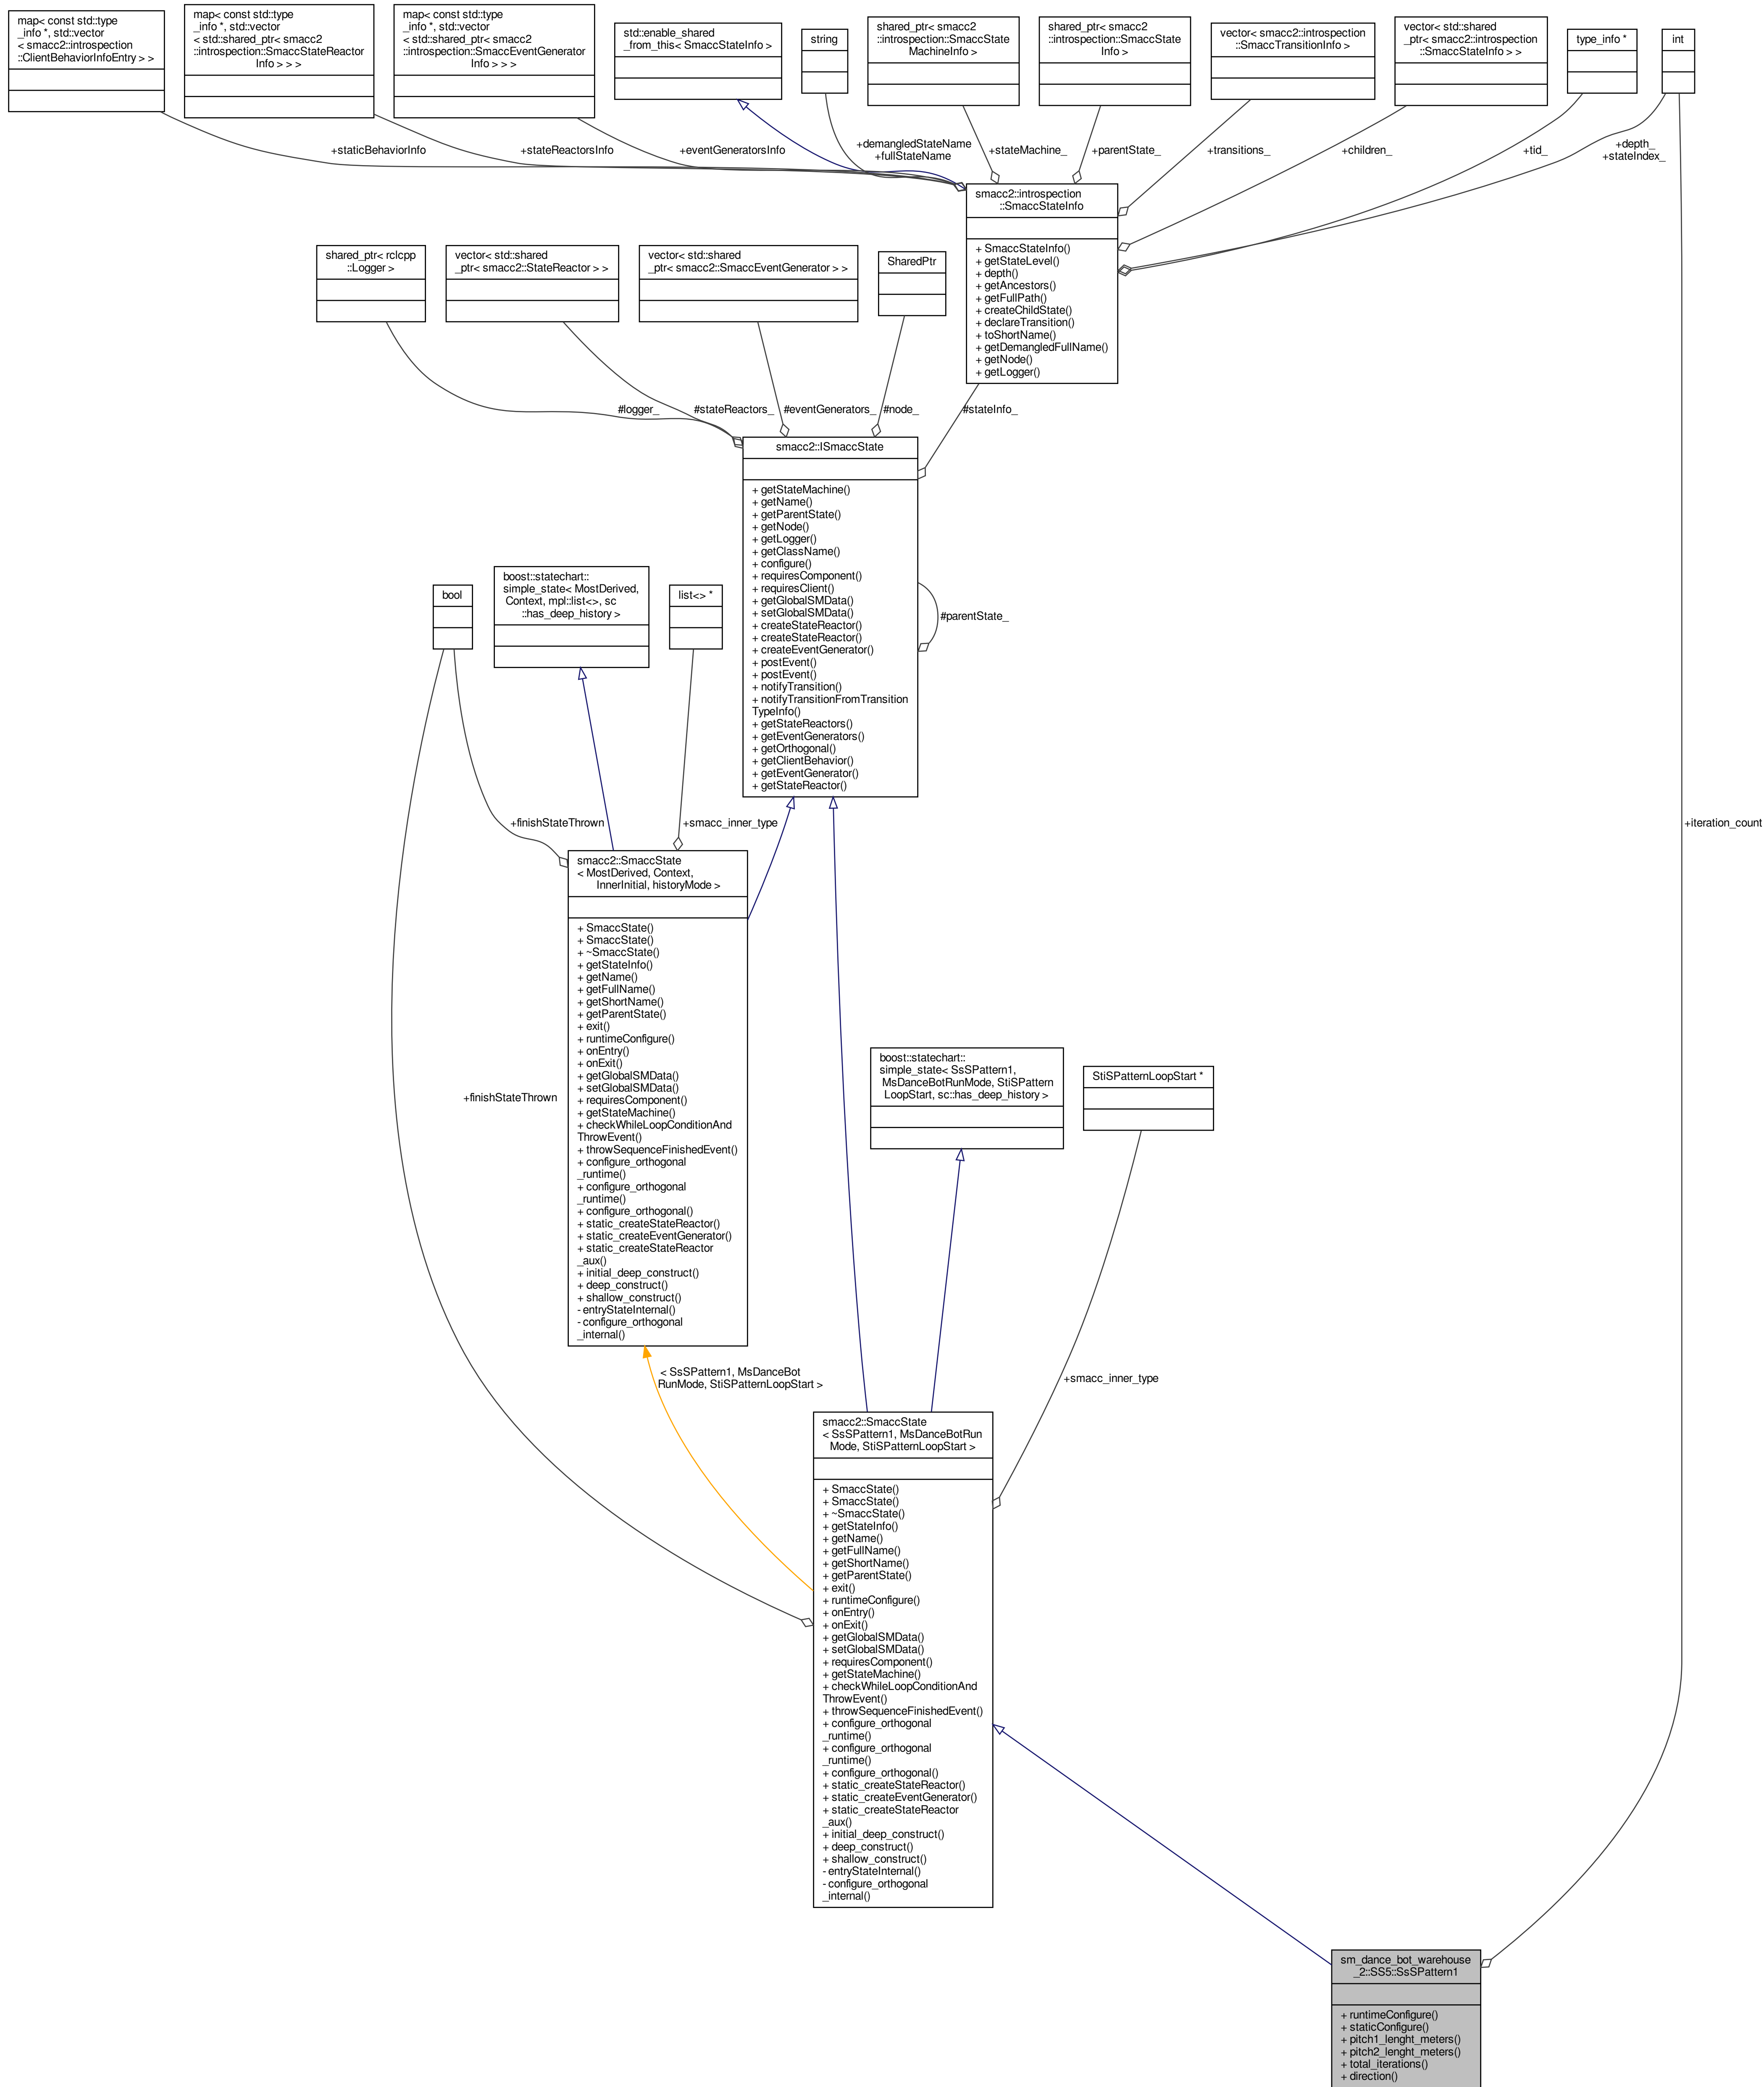 map< const std::type
_info *, std::vector
< smacc2::introspection
::ClientBehaviorInfoEntry > >
map< const std::type
_info *, std::vector
< std::shared_ptr< smacc2
::introspection::SmaccStateReactor
Info > > >
map< const std::type
_info *, std::vector
< std::shared_ptr< smacc2
::introspection::SmaccEventGenerator
Info > > >
std::enable_shared
_from_this< SmaccStateInfo >
string
shared_ptr< smacc2
::introspection::SmaccState
MachineInfo >
shared_ptr< smacc2
::introspection::SmaccState
Info >
vector< smacc2::introspection
::SmaccTransitionInfo >
vector< std::shared
_ptr< smacc2::introspection
::SmaccStateInfo > >
type_info *
int
+staticBehaviorInfo
+stateReactorsInfo
+eventGeneratorsInfo
+demangledStateName
+fullStateName
+stateMachine_
+parentState_
+transitions_
+children_
+tid_
+depth_
+stateIndex_
smacc2::introspection
::SmaccStateInfo
+ SmaccStateInfo()
+ getStateLevel()
+ depth()
+ getAncestors()
+ getFullPath()
+ createChildState()
+ declareTransition()
+ toShortName()
+ getDemangledFullName()
+ getNode()
+ getLogger()
shared_ptr< rclcpp
::Logger >
vector< std::shared
_ptr< smacc2::StateReactor > >
vector< std::shared
_ptr< smacc2::SmaccEventGenerator > >
SharedPtr
#logger_
#stateReactors_
#eventGenerators_
#node_
#stateInfo_
smacc2::ISmaccState
+ getStateMachine()
+ getName()
+ getParentState()
+ getNode()
+ getLogger()
+ getClassName()
+ configure()
+ requiresComponent()
+ requiresClient()
+ getGlobalSMData()
+ setGlobalSMData()
+ createStateReactor()
+ createStateReactor()
+ createEventGenerator()
+ postEvent()
+ postEvent()
+ notifyTransition()
+ notifyTransitionFromTransition
TypeInfo()
+ getStateReactors()
+ getEventGenerators()
+ getOrthogonal()
+ getClientBehavior()
+ getEventGenerator()
+ getStateReactor()
#parentState_
bool
boost::statechart::
simple_state< MostDerived,
Context, mpl::list<>, sc
::has_deep_history >
list<> *
+finishStateThrown
+smacc_inner_type
+iteration_count
smacc2::SmaccState
< MostDerived, Context,
InnerInitial, historyMode >
+ SmaccState()
+ SmaccState()
+ ~SmaccState()
+ getStateInfo()
+ getName()
+ getFullName()
+ getShortName()
+ getParentState()
+ exit()
+ runtimeConfigure()
+ onEntry()
+ onExit()
+ getGlobalSMData()
+ setGlobalSMData()
+ requiresComponent()
+ getStateMachine()
+ checkWhileLoopConditionAnd
ThrowEvent()
+ throwSequenceFinishedEvent()
+ configure_orthogonal
_runtime()
+ configure_orthogonal
_runtime()
+ configure_orthogonal()
+ static_createStateReactor()
+ static_createEventGenerator()
+ static_createStateReactor
_aux()
+ initial_deep_construct()
+ deep_construct()
+ shallow_construct()
- entryStateInternal()
- configure_orthogonal
_internal()
+finishStateThrown
boost::statechart::
simple_state< SsSPattern1,
MsDanceBotRunMode, StiSPattern
LoopStart, sc::has_deep_history >
StiSPatternLoopStart *
< SsSPattern1, MsDanceBot
RunMode, StiSPatternLoopStart >
+smacc_inner_type
smacc2::SmaccState
< SsSPattern1, MsDanceBotRun
Mode, StiSPatternLoopStart >
+ SmaccState()
+ SmaccState()
+ ~SmaccState()
+ getStateInfo()
+ getName()
+ getFullName()
+ getShortName()
+ getParentState()
+ exit()
+ runtimeConfigure()
+ onEntry()
+ onExit()
+ getGlobalSMData()
+ setGlobalSMData()
+ requiresComponent()
+ getStateMachine()
+ checkWhileLoopConditionAnd
ThrowEvent()
+ throwSequenceFinishedEvent()
+ configure_orthogonal
_runtime()
+ configure_orthogonal
_runtime()
+ configure_orthogonal()
+ static_createStateReactor()
+ static_createEventGenerator()
+ static_createStateReactor
_aux()
+ initial_deep_construct()
+ deep_construct()
+ shallow_construct()
- entryStateInternal()
- configure_orthogonal
_internal()
sm_dance_bot_warehouse
_2::SS5::SsSPattern1
+ runtimeConfigure()
+ staticConfigure()
+ pitch1_lenght_meters()
+ pitch2_lenght_meters()
+ total_iterations()
+ direction()